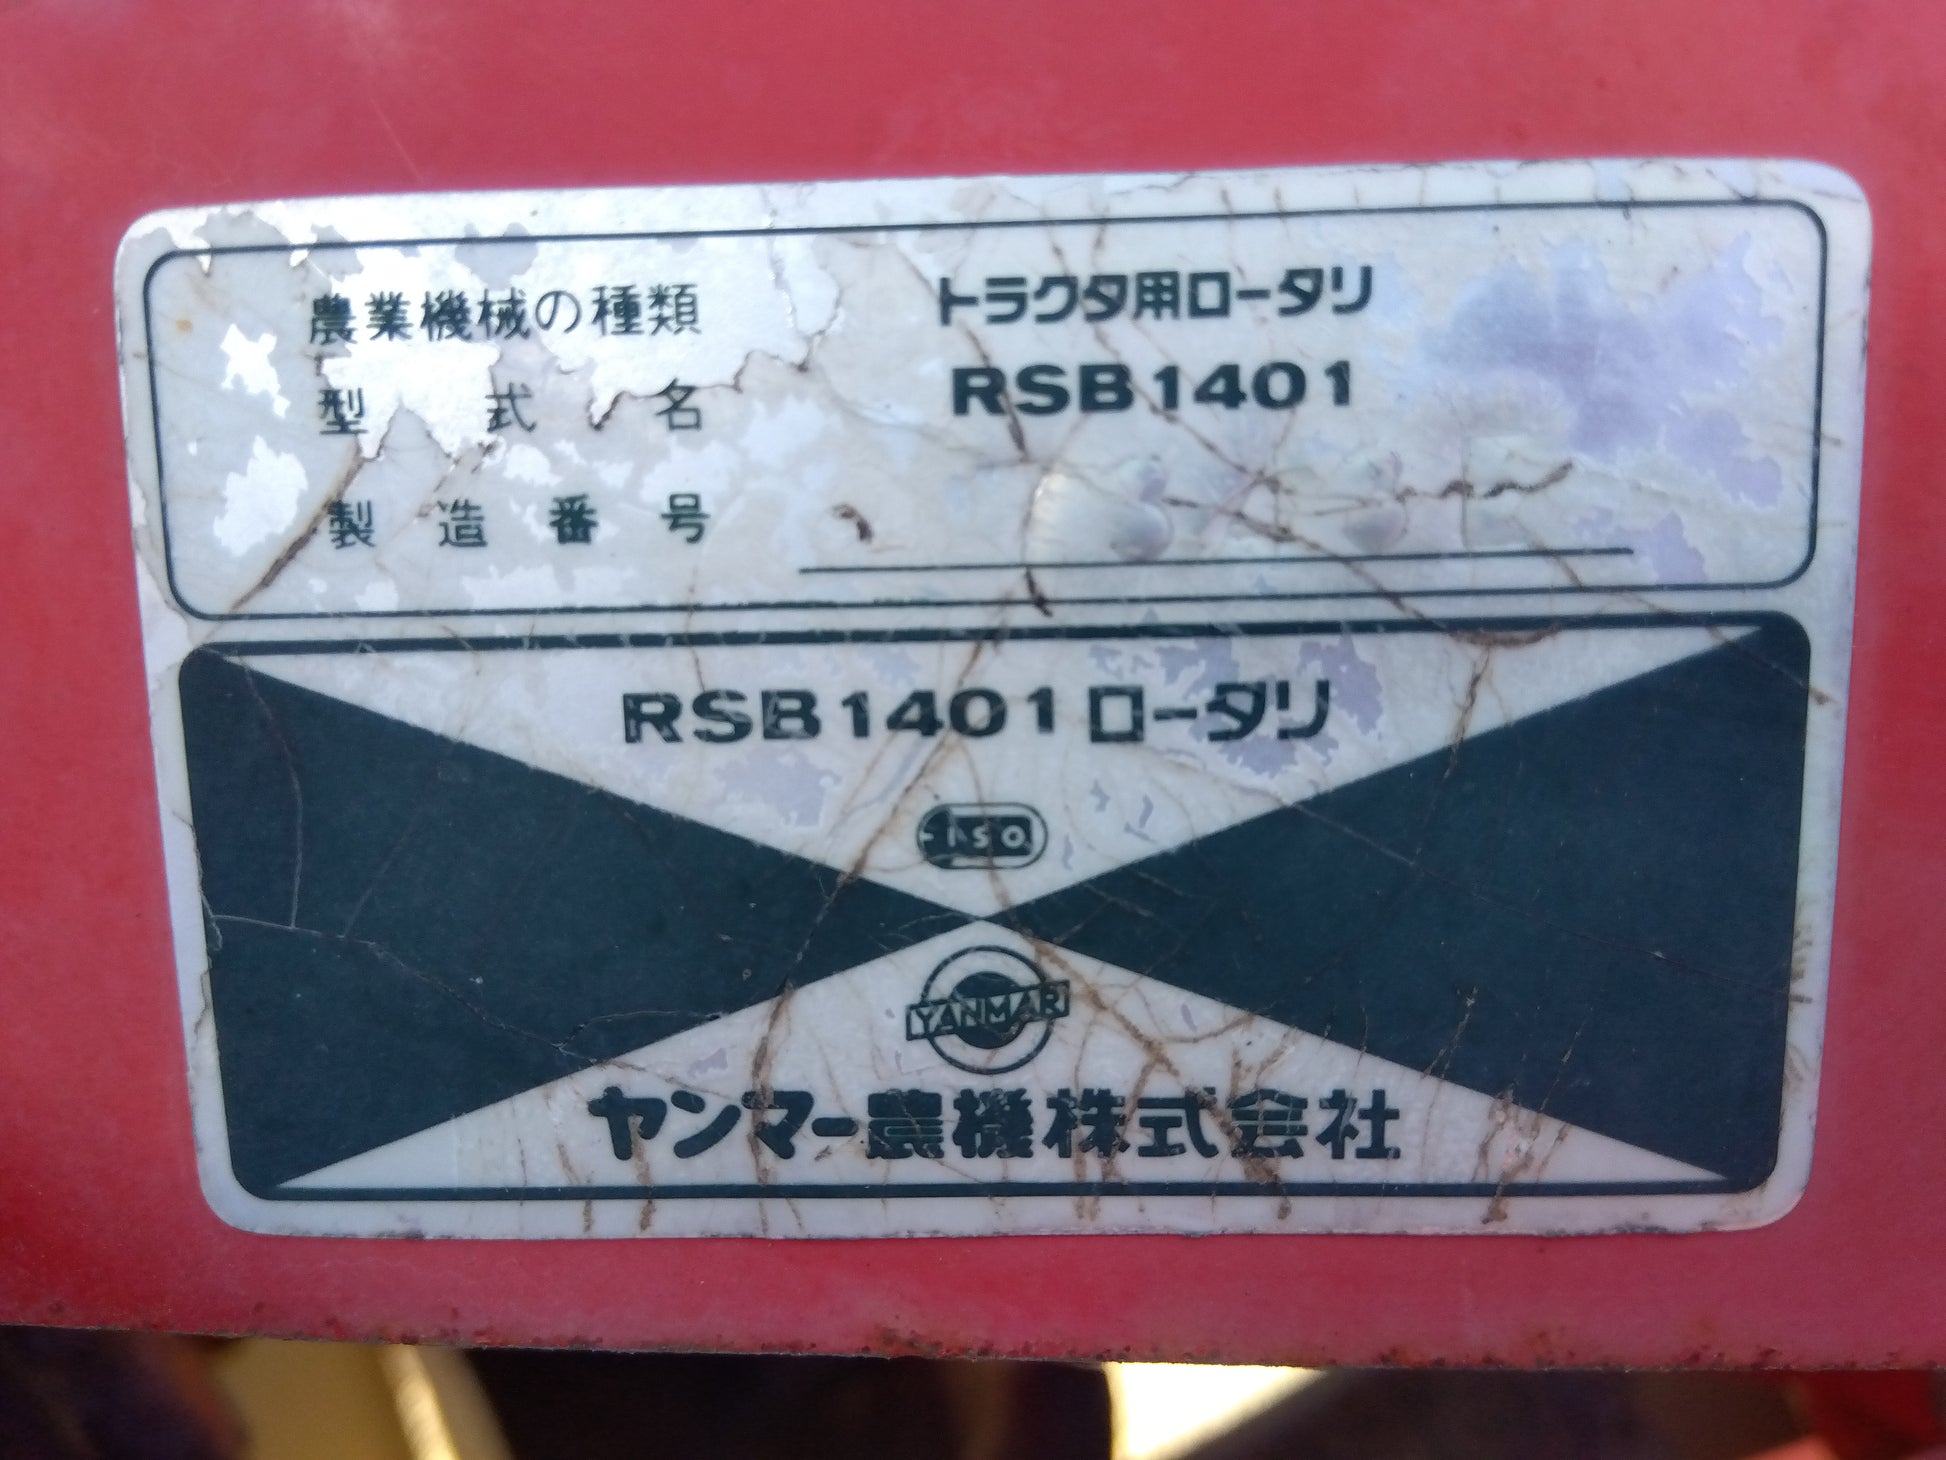 農業機械の種類 トラクタ用ロータリ
型式名 RSB1401
製造番号
RSB1401ロータリ
ISO
YANMAR
ヤンマー農機株式会社